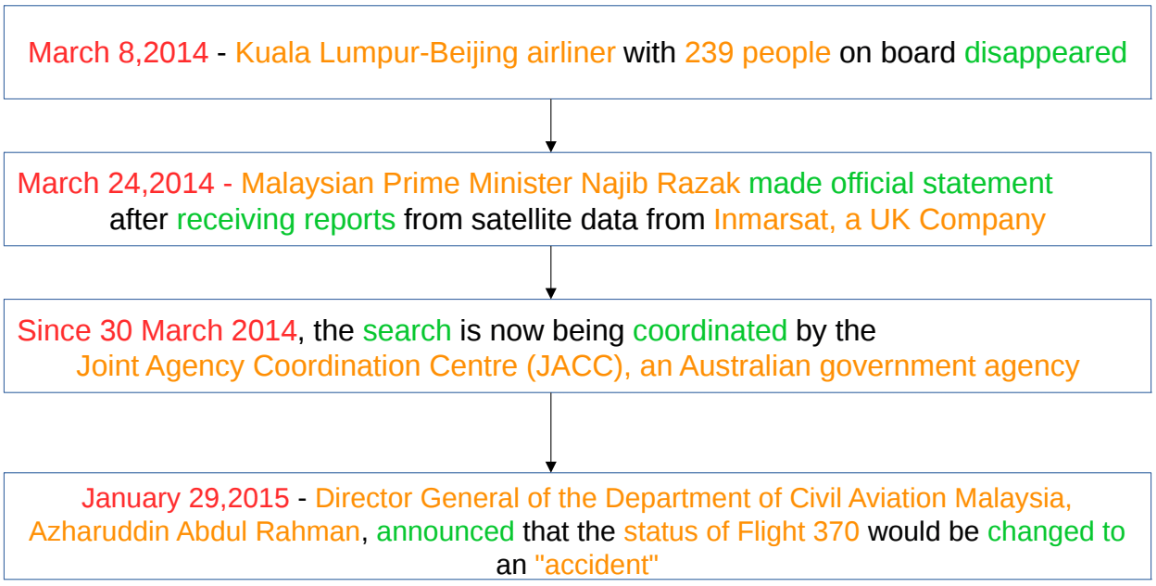 March 8,2014 - Kuala Lumpur-Beijing airliner with 239 people on board disappeared
March 24,2014 - Malaysian Prime Minister Najib Razak made official statement
after receiving reports from satellite data from Inmarsat, a UK Company
Since 30 March 2014, the search is now being coordinated by the
Joint Agency Coordination Centre (JACC), an Australian government agency
January 29,2015 - Director General of the Department of Civil Aviation Malaysia,
Azharuddin Abdul Rahman, announced that the status of Flight 370 would be changed to
an "accident"